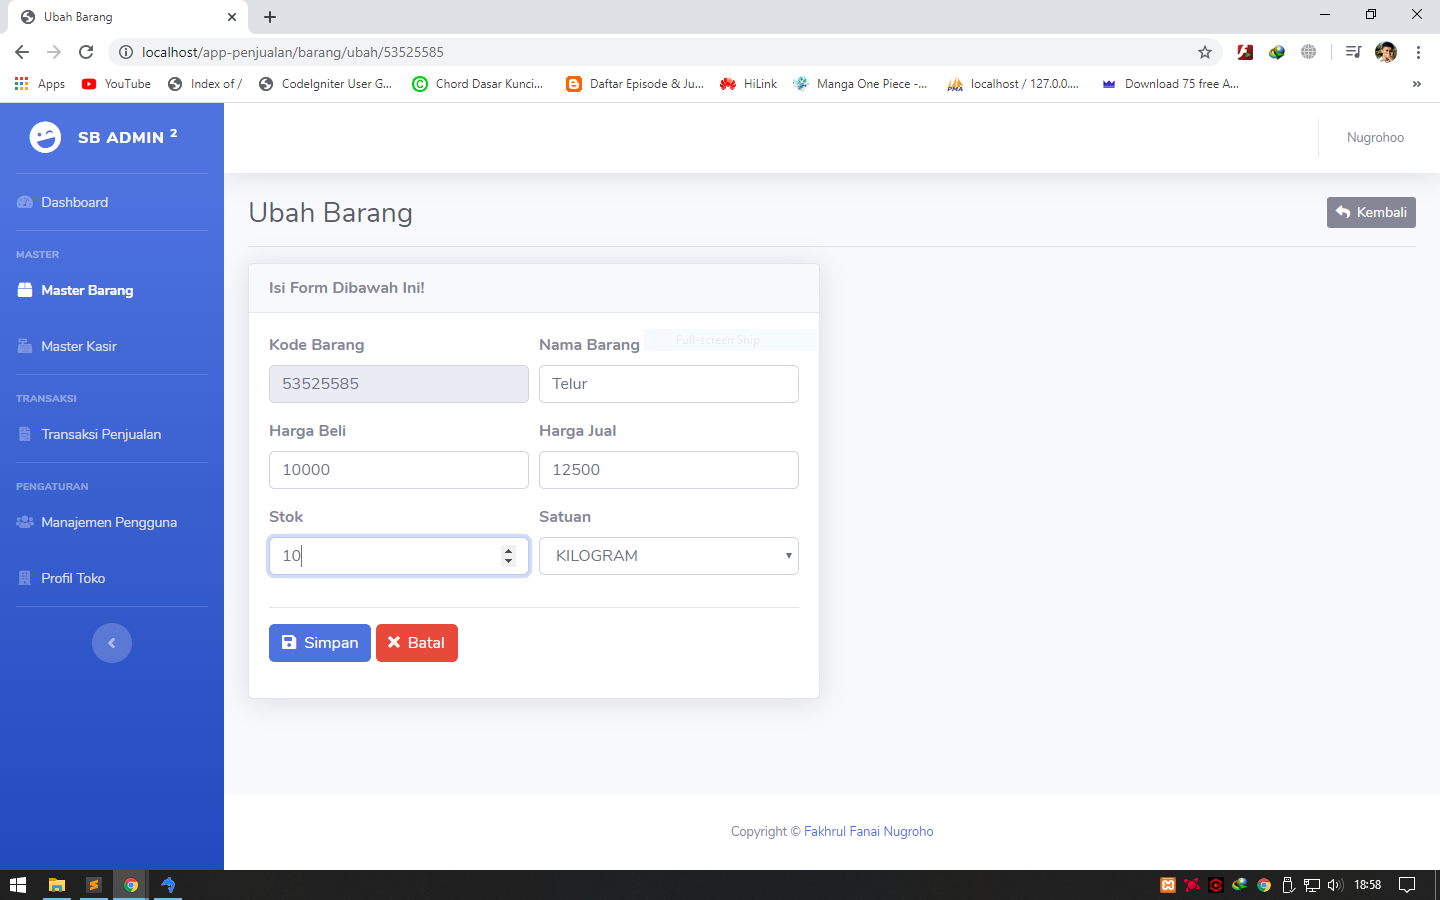 Ubah Barang
localhost/app-penjualan/barang/ubah/53525585
Apps YouTube Index of / CodeIgniter User G... Chord Dasar Kunci... Daftar Episode & Ju... HiLink Manga One Piece -... localhost / 127.0.0.... Download 75 free A... »
SB ADMIN 2
Nugrohoo
Dashboard
MASTER
Master Barang
Master Kasir
TRANSAKSI
Transaksi Penjualan
PENGATURAN
Manajemen Pengguna
Profil Toko
Ubah Barang
Kembali
Isi Form Dibawah Ini!
Kode Barang Nama Barang
Full-screen Snip
53525585 Telur
Harga Beli Harga Jual
10000 12500
Stok Satuan
10 KILOGRAM
Simpan Batal
Copyright © Fakhrul Fanai Nugroho
18:58